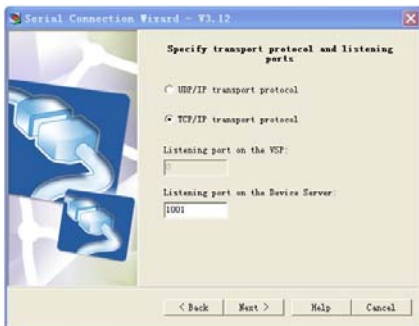 Serial Connection Wizard - V3.12
Specify transport protocol and listening
ports
UDP/IP transport protocol
TCP/IP transport protocol
Listening port on the VSP:
0
Listening port on the Device Server:
1001
< Back
Next >
Help
Cancel